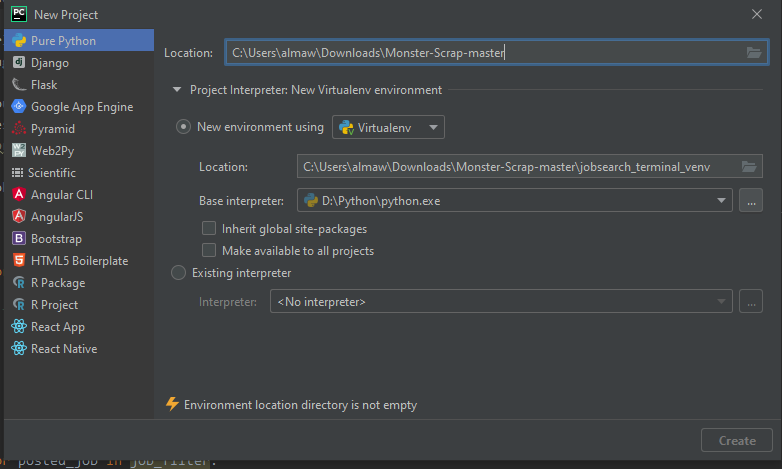 PC New Project
Pure Python
Django
Flask
Google App Engine
Pyramid
Web2Py
Scientific
Angular CLI
AngularJS
Bootstrap
HTML5 Boilerplate
R Package
R Project
React App
React Native
Location: C:\Users\almaw\Downloads\Monster-Scrap-master
Project Interpreter: New Virtualenv environment
New environment using Virtualenv
Location: C:\Users\almaw\Downloads\Monster-Scrap-master\jobsearch_terminal_venv
Base interpreter: D:\Python\python.exe ...
Inherit global site-packages
Make available to all projects
Existing interpreter
Interpreter: <No interpreter> ...
Environment location directory is not empty
Create
posted_job in job_filter: